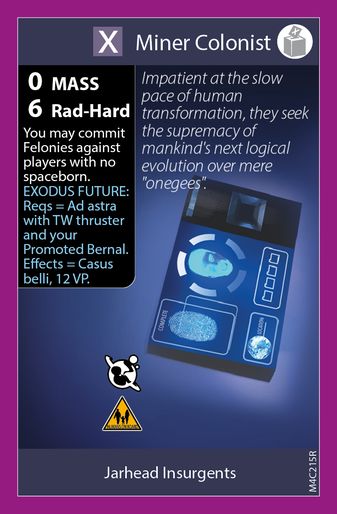 X Miner Colonist
0 MASS
6 Rad-Hard
You may commit
Felonies against
players with no
spaceborn.
EXODUS FUTURE:
Reqs = Ad astra
with TW thruster
and your
Promoted Bernal.
Effects = Casus
belli, 12 VP.
Impatient at the slow
pace of human
transformation, they seek
the supremacy of
mankind's next logical
evolution over mere
"onegees".
COMPLETE
LOCATION
Jarhead Insurgents
M4C215R